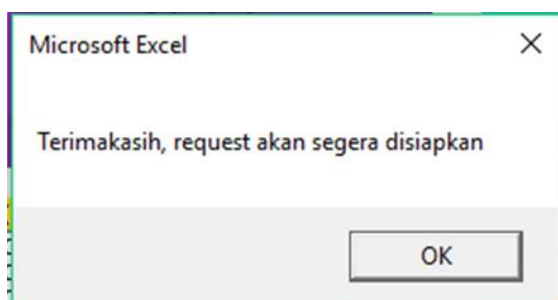 Microsoft Excel
Terimakasih, request akan segera disiapkan
OK